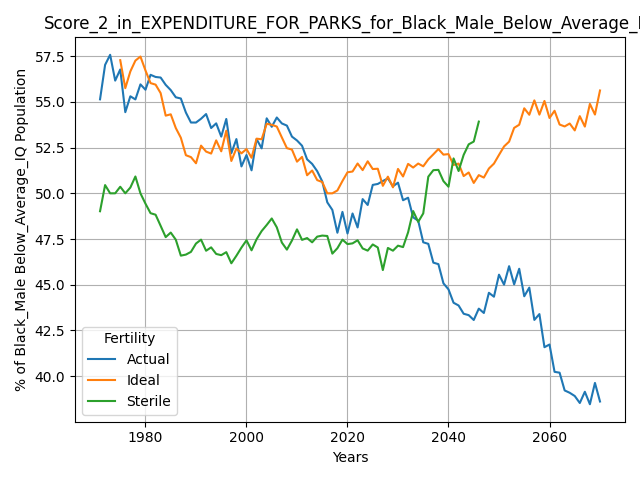 Score_2_in_EXPENDITURE_FOR_PARKS_for_Black_Male_Below_Average_I
57.5
55.0
52.5
50.0
47.5
45.0
42.5
40.0
% of Black_Male Below_Average_IQ Population
Fertility
Actual
Ideal
Sterile
1980
2000
2020
2040
2060
Years